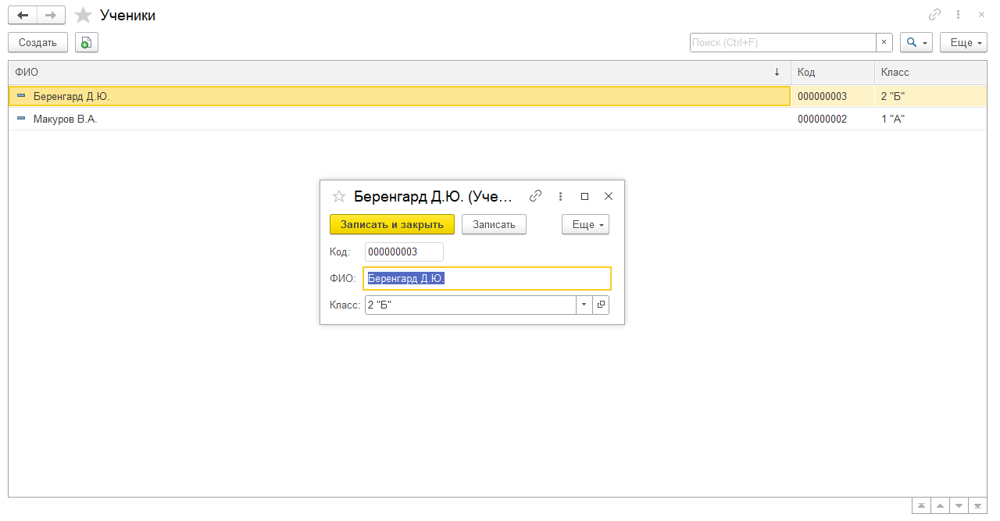 Ученики
Создать Поиск (Ctrl+F) × Еще
ФИО ↓ Код Класс
Беренгард Д.Ю. 000000003 2 "Б"
Макуров В.А. 000000002 1 "А"
Беренгард Д.Ю. (Уче...
Записать и закрыть Записать Еще
Код: 000000003
ФИО: Беренгард Д.Ю.
Класс: 2 "Б"